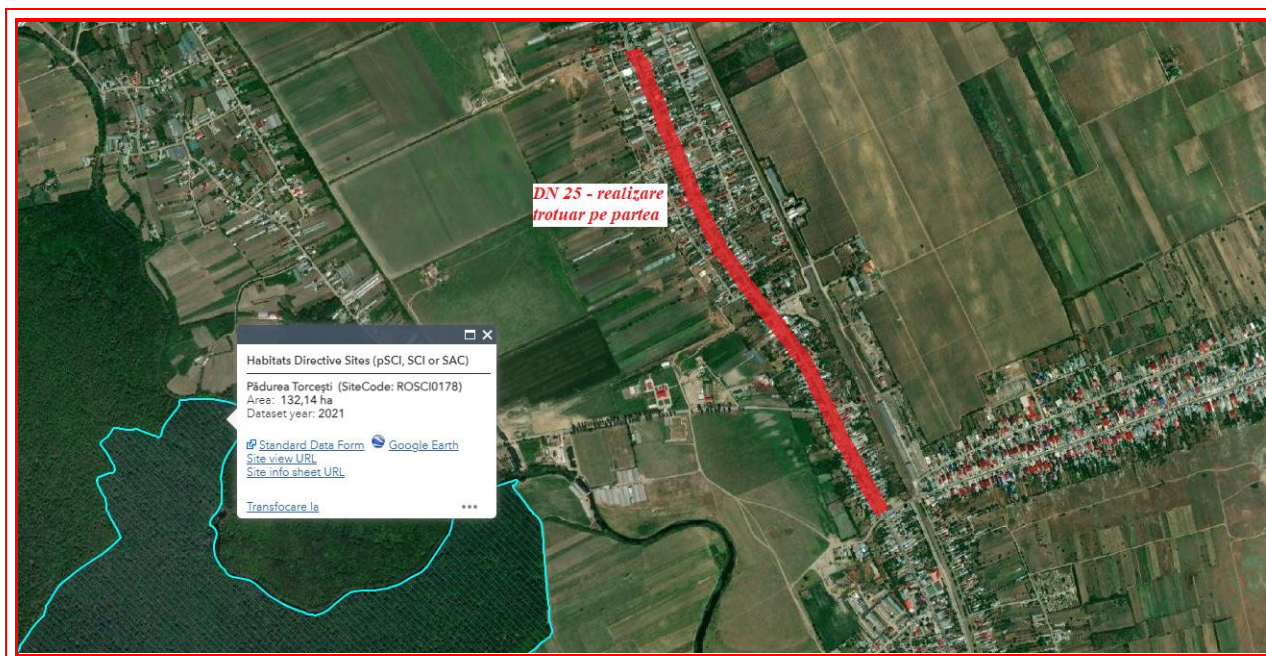 DN 25 - realizare
trotuar pe partea
Habitats Directive Sites (pSCI, SCI or SAC)
Pădurea Torcești (SiteCode: ROSCI0178)
Area: 132,14 ha
Dataset year: 2021
Standard Data Form Google Earth
Site view URL
Site info sheet URL
Transfocare la